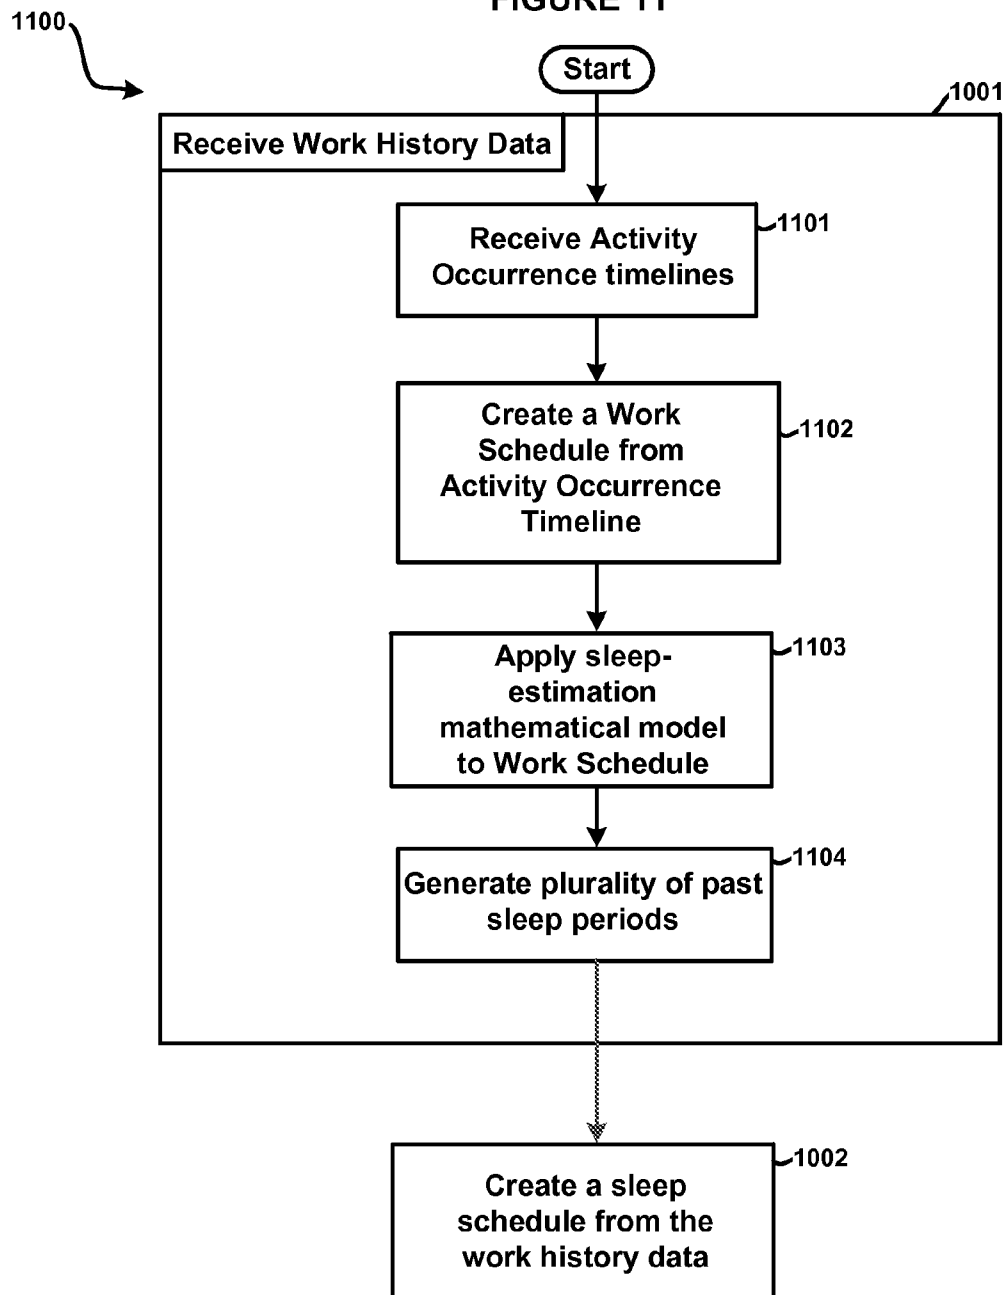 FIGURE 11
1100
Start
1001
Receive Work History Data
1101
Receive Activity
Occurrence timelines
1102
Create a Work
Schedule from
Activity Occurrence
Timeline
1103
Apply sleep-
estimation
mathematical model
to Work Schedule
1104
Generate plurality of past
sleep periods
1002
Create a sleep
schedule from the
work history data